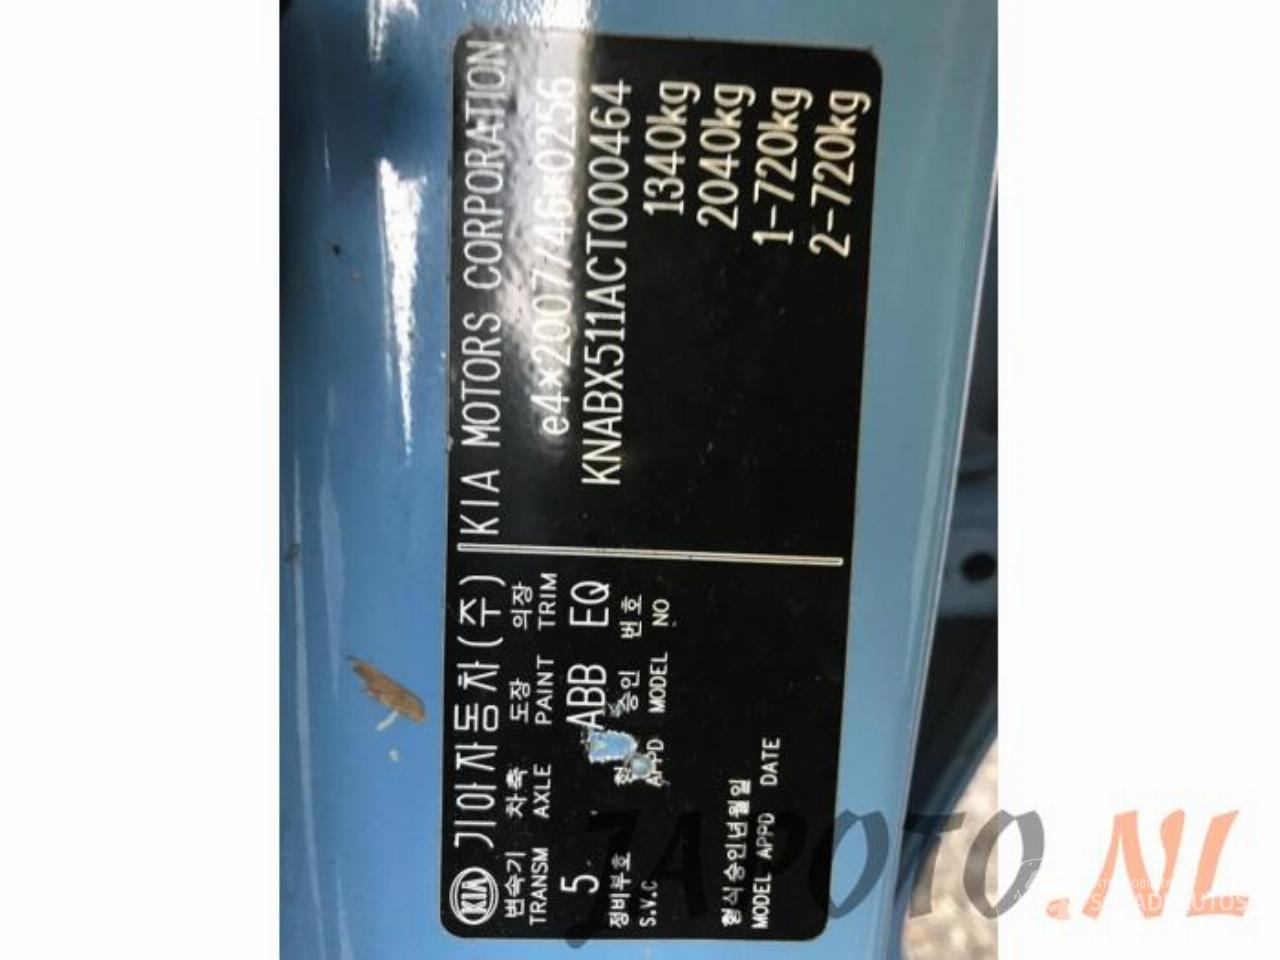 KIA 기아자동차(주) KIA MOTORS CORPORATION
변속기 차축 도장 의장
TRANSM AXLE PAINT TRIM
e4*2007/46*0256
5 ABB EQ
KNABX511ACT000464
정비부호 형 승인 번호
S.V.C APPD MODEL NO
1340kg
2040kg
형식승인년월일
MODEL APPD DATE
1-720kg
2-720kg
JAPOTO.NL